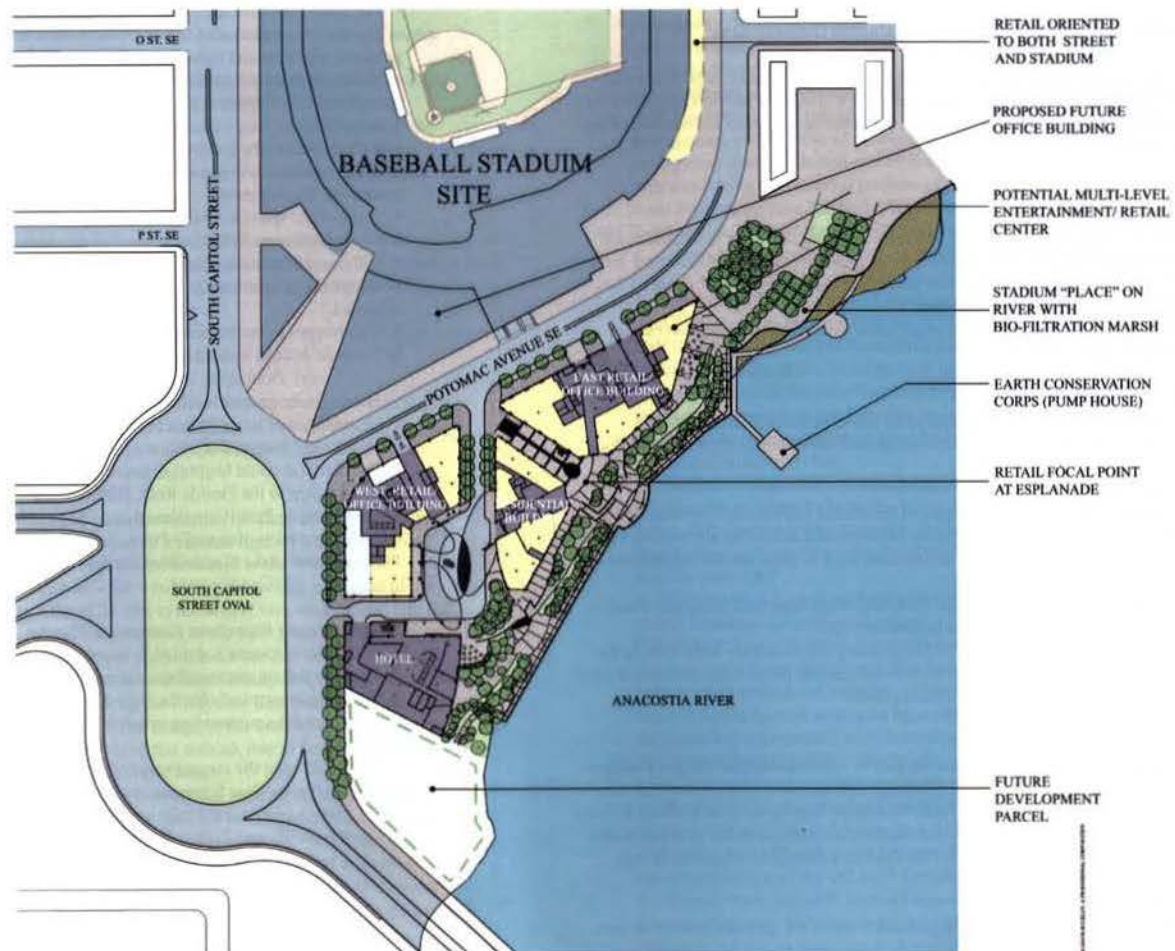 O ST. SE
P ST. SE
SOUTH CAPITOL STREET
BASEBALL STADUIM
SITE
POTOMAC AVENUE SE
EAST RETAIL
OFFICE BUILDING
WEST RETAIL
OFFICE BUILDING
RESIDENTIAL
HOTEL
SOUTH CAPITOL
STREET OVAL
ANACOSTIA RIVER
RETAIL ORIENTED
TO BOTH STREET
AND STADIUM
PROPOSED FUTURE
OFFICE BUILDING
POTENTIAL MULTI-LEVEL
ENTERTAINMENT/ RETAIL
CENTER
STADIUM "PLACE" ON
RIVER WITH
BIO-FILTRATION MARSH
EARTH CONSERVATION
CORPS (PUMP HOUSE)
RETAIL FOCAL POINT
AT ESPLANADE
FUTURE
DEVELOPMENT
PARCEL